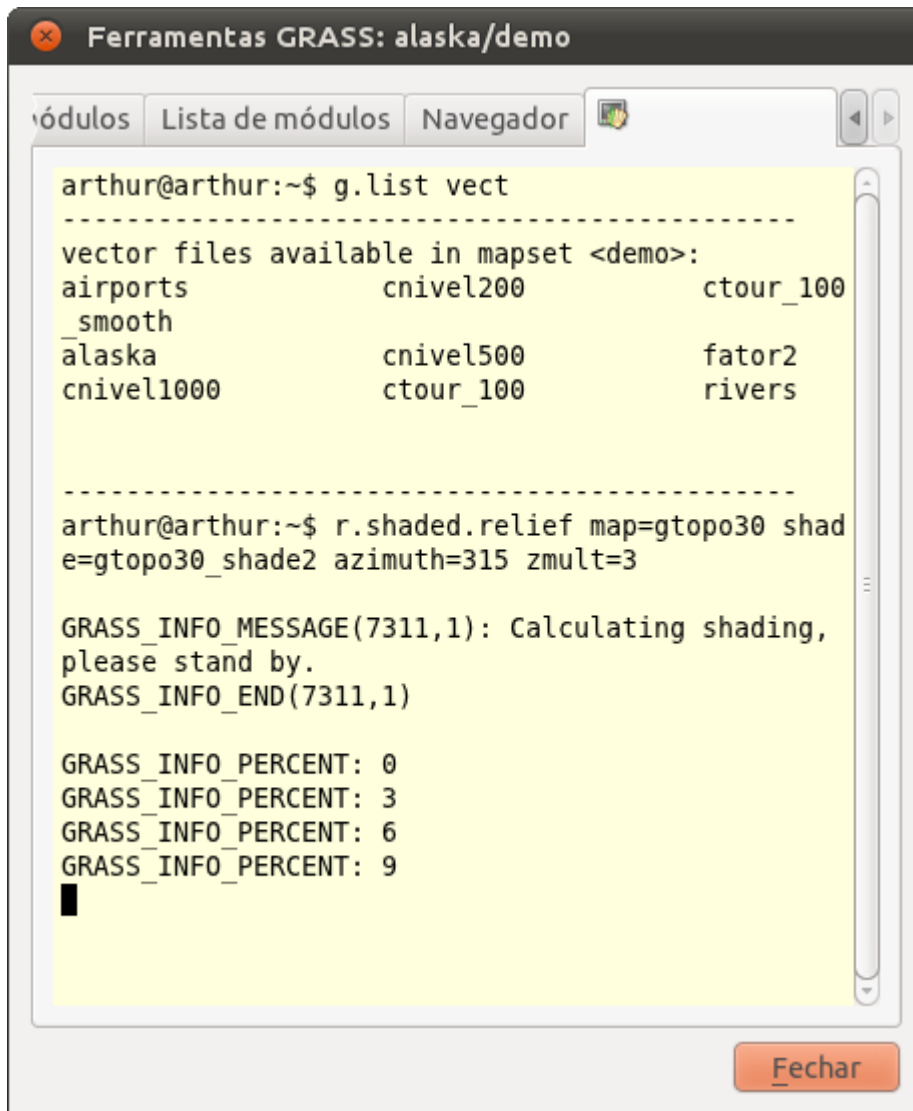 Ferramentas GRASS: alaska/demo
ódulos Lista de módulos Navegador
arthur@arthur:~$ g.list vect
----------------------------------------------
vector files available in mapset <demo>:
airports cnivel200 ctour_100
_smooth
alaska cnivel500 fator2
cnivel1000 ctour_100 rivers
----------------------------------------------
arthur@arthur:~$ r.shaded.relief map=gtopo30 shad
e=gtopo30_shade2 azimuth=315 zmult=3
GRASS_INFO_MESSAGE(7311,1): Calculating shading,
please stand by.
GRASS_INFO_END(7311,1)
GRASS_INFO_PERCENT: 0
GRASS_INFO_PERCENT: 3
GRASS_INFO_PERCENT: 6
GRASS_INFO_PERCENT: 9
Fechar